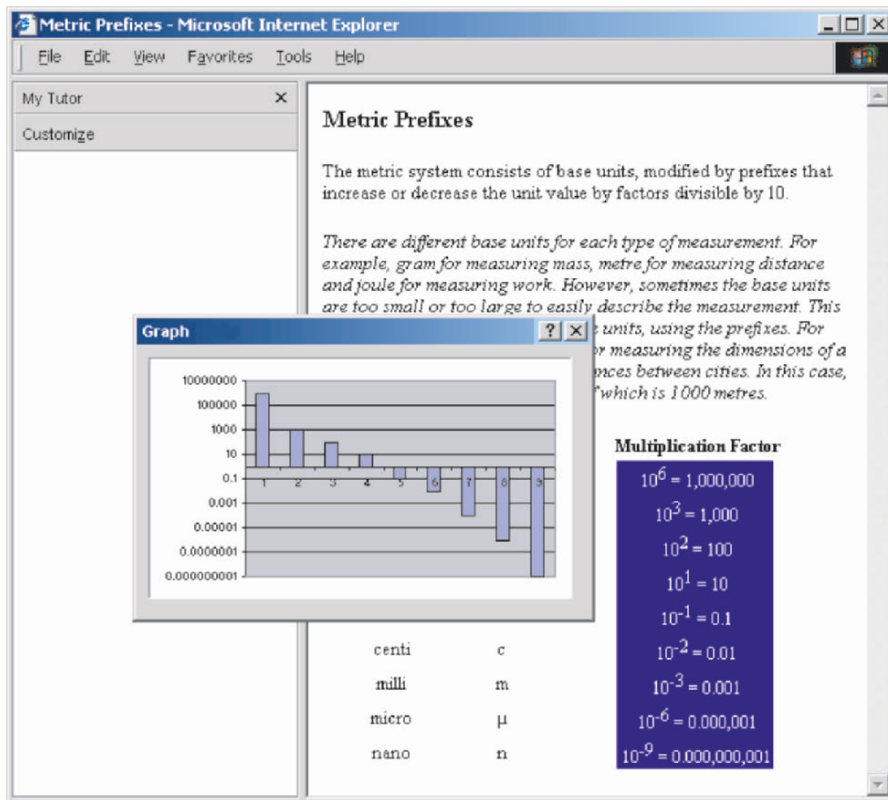 Metric Prefixes - Microsoft Internet Explorer
File Edit View Favorites Tools Help
My Tutor
Customize
Metric Prefixes
The metric system consists of base units, modified by prefixes that
increase or decrease the unit value by factors divisible by 10.
There are different base units for each type of measurement. For
example, gram for measuring mass, metre for measuring distance
and joule for measuring work. However, sometimes the base units
are too small or too large to easily describe the measurement. This
units, using the prefixes. For
or measuring the dimensions of a
nces between cities. In this case,
which is 1000 metres.
Graph
10000000
100000
1000
10
0.1
0.001
0.00001
0.0000001
0.000000001
1 2 3 4 5 6 7 8 9
Multiplication Factor
10^6 = 1,000,000
10^3 = 1,000
10^2 = 100
10^1 = 10
10^-1 = 0.1
centi c 10^-2 = 0.01
milli m 10^-3 = 0.001
micro µ 10^-6 = 0.000,001
nano n 10^-9 = 0.000,000,001